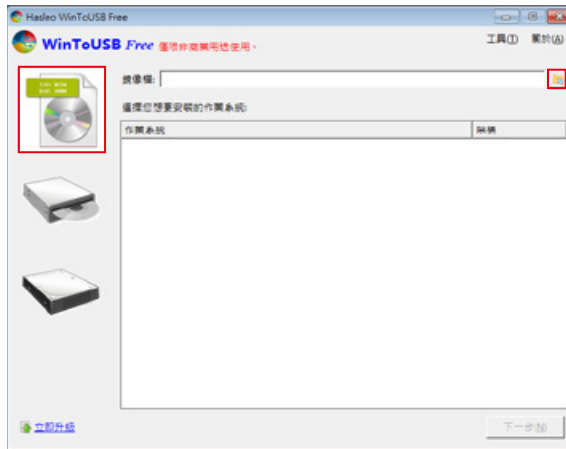 Hasleo WinToUSB Free
WinToUSB Free 僅限非商業用途使用。
工具(T) 關於(A)
映像檔:
選擇您想要安裝的作業系統:
作業系統 架構
立即升級
下一步(N)